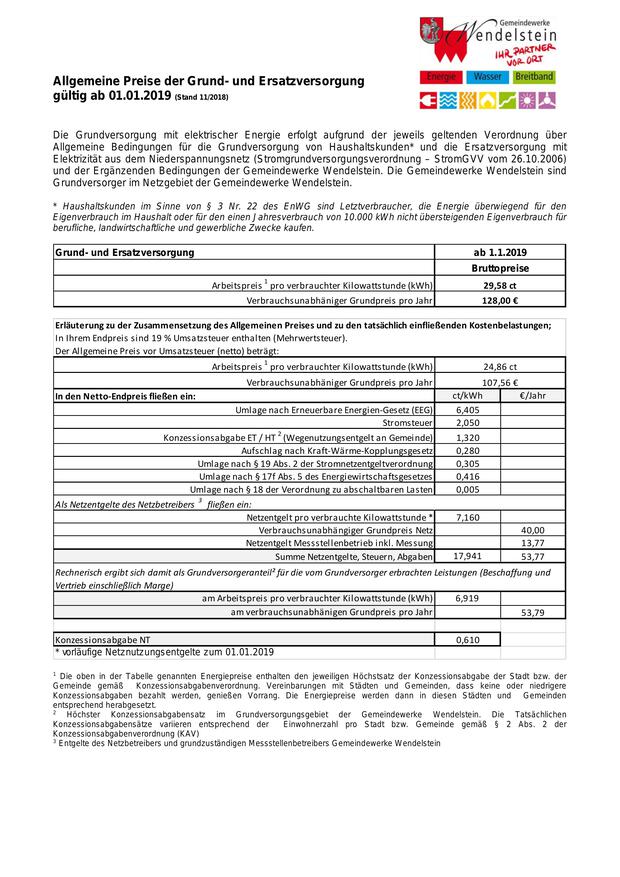 Gemeindewerke
Wendelstein
IHR PARTNER
VOR ORT
Energie Wasser Breitband
Allgemeine Preise der Grund- und Ersatzversorgung
gültig ab 01.01.2019 (Stand 11/2018)
Die Grundversorgung mit elektrischer Energie erfolgt aufgrund der jeweils geltenden Verordnung über
Allgemeine Bedingungen für die Grundversorgung von Haushaltskunden* und die Ersatzversorgung mit
Elektrizität aus dem Niederspannungsnetz (Stromgrundversorgungsverordnung – StromGVV vom 26.10.2006)
und der Ergänzenden Bedingungen der Gemeindewerke Wendelstein. Die Gemeindewerke Wendelstein sind
Grundversorger im Netzgebiet der Gemeindewerke Wendelstein.
* Haushaltskunden im Sinne von § 3 Nr. 22 des EnWG sind Letztverbraucher, die Energie überwiegend für den
Eigenverbrauch im Haushalt oder für den einen Jahresverbrauch von 10.000 kWh nicht übersteigenden Eigenverbrauch für
berufliche, landwirtschaftliche und gewerbliche Zwecke kaufen.
Grund- und Ersatzversorgung ab 1.1.2019
Bruttopreise
Arbeitspreis 1 pro verbrauchter Kilowattstunde (kWh) 29,58 ct
Verbrauchsunabhäniger Grundpreis pro Jahr 128,00 €
Erläuterung zu der Zusammensetzung des Allgemeinen Preises und zu den tatsächlich einfließenden Kostenbelastungen;
In Ihrem Endpreis sind 19 % Umsatzsteuer enthalten (Mehrwertsteuer).
Der Allgemeine Preis vor Umsatzsteuer (netto) beträgt:
Arbeitspreis 1 pro verbrauchter Kilowattstunde (kWh) 24,86 ct
Verbrauchsunabhäniger Grundpreis pro Jahr 107,56 €
In den Netto-Endpreis fließen ein: ct/kWh €/Jahr
Umlage nach Erneuerbare Energien-Gesetz (EEG) 6,405
Stromsteuer 2,050
Konzessionsabgabe ET / HT 2 (Wegenutzungsentgelt an Gemeinde) 1,320
Aufschlag nach Kraft-Wärme-Kopplungsgesetz 0,280
Umlage nach § 19 Abs. 2 der Stromnetzentgeltverordnung 0,305
Umlage nach § 17f Abs. 5 des Energiewirtschaftsgesetzes 0,416
Umlage nach § 18 der Verordnung zu abschaltbaren Lasten 0,005
Als Netzentgelte des Netzbetreibers 3 fließen ein:
Netzentgelt pro verbrauchte Kilowattstunde * 7,160
Verbrauchsunabhängiger Grundpreis Netz 40,00
Netzentgelt Messstellenbetrieb inkl. Messung 13,77
Summe Netzentgelte, Steuern, Abgaben 17,941 53,77
Rechnerisch ergibt sich damit als Grundversorgeranteil² für die vom Grundversorger erbrachten Leistungen (Beschaffung und
Vertrieb einschließlich Marge)
am Arbeitspreis pro verbrauchter Kilowattstunde (kWh) 6,919
am verbrauchsunabhänigen Grundpreis pro Jahr 53,79
Konzessionsabgabe NT 0,610
* vorläufige Netznutzungsentgelte zum 01.01.2019
1 Die oben in der Tabelle genannten Energiepreise enthalten den jeweiligen Höchstsatz der Konzessionsabgabe der Stadt bzw. der
Gemeinde gemäß Konzessionsabgabenverordnung. Vereinbarungen mit Städten und Gemeinden, dass keine oder niedrigere
Konzessionsabgaben bezahlt werden, genießen Vorrang. Die Energiepreise werden dann in diesen Städten und Gemeinden
entsprechend herabgesetzt.
2 Höchster Konzessionsabgabensatz im Grundversorgungsgebiet der Gemeindewerke Wendelstein. Die Tatsächlichen
Konzessionsabgabensätze variieren entsprechend der Einwohnerzahl pro Stadt bzw. Gemeinde gemäß § 2 Abs. 2 der
Konzessionsabgabenverordnung (KAV)
3 Entgelte des Netzbetreibers und grundzuständigen Messstellenbetreibers Gemeindewerke Wendelstein